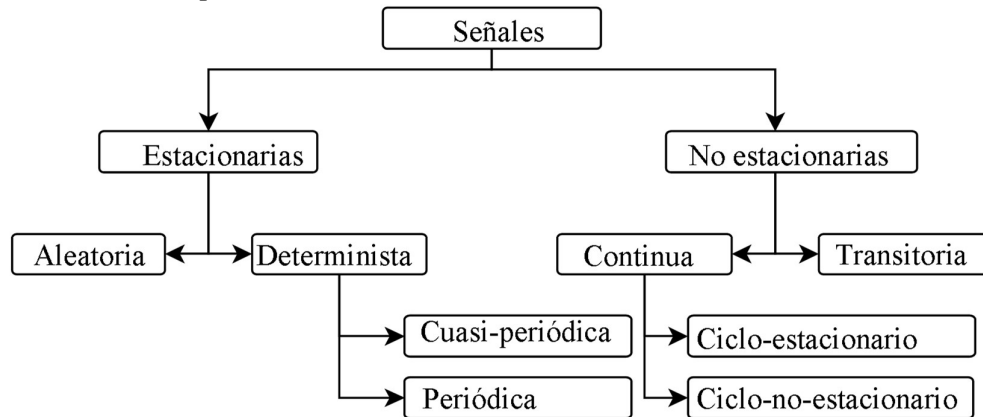 Señales
Estacionarias
No estacionarias
Aleatoria
Determinista
Continua
Transitoria
Cuasi-periódica
Ciclo-estacionario
Periódica
Ciclo-no-estacionario